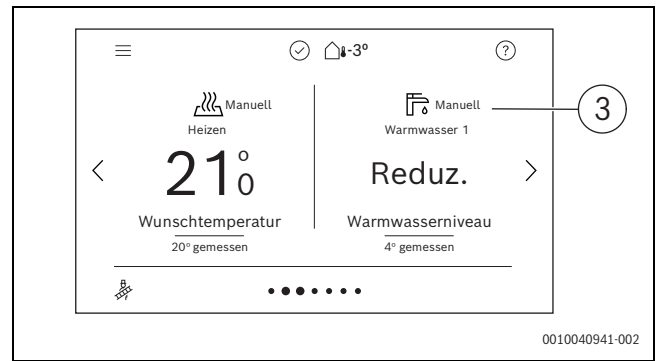 -3°
?
Manuell
Heizen
21°0
Wunschtemperatur
20° gemessen
Manuell
Warmwasser 1
Reduz.
Warmwasserniveau
4° gemessen
3
0010040941-002